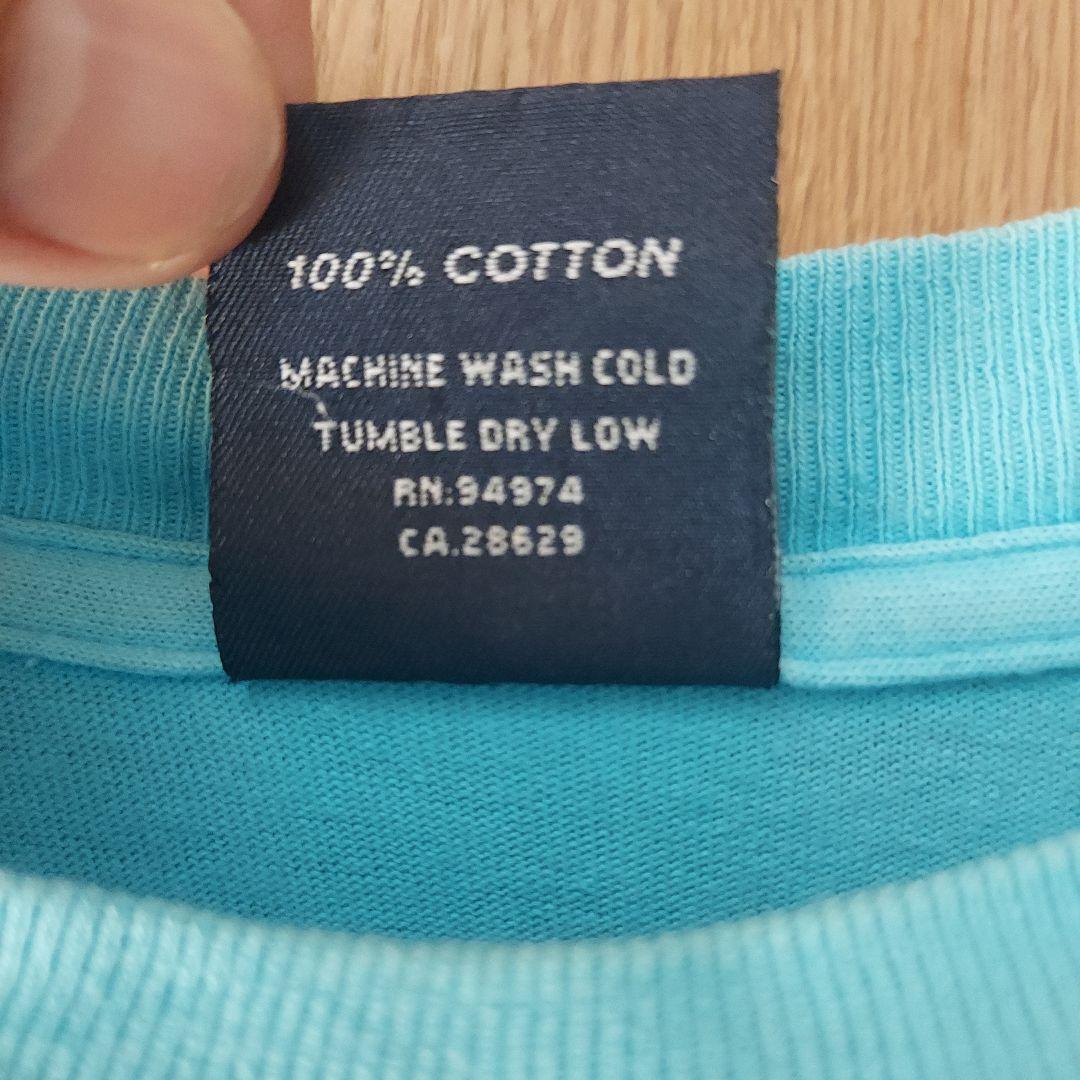 100% COTTON
MACHINE WASH COLD
TUMBLE DRY LOW
RN:94974
CA.28629